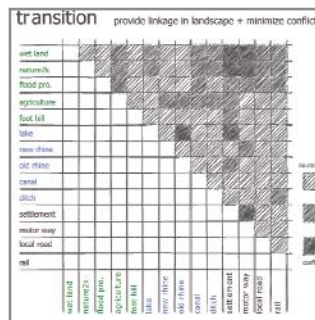 transition
provide linkage in landscape + minimize conflict
wet land
nature2k
flood pro.
agriculture
foot hill
lake
new rhine
old rhine
canal
ditch
settlement
motor way
local road
rail
wet land
nature2k
flood pro.
agriculture
foot hill
lake
new rhine
old rhine
canal
ditch
settlement
motor way
local road
rail